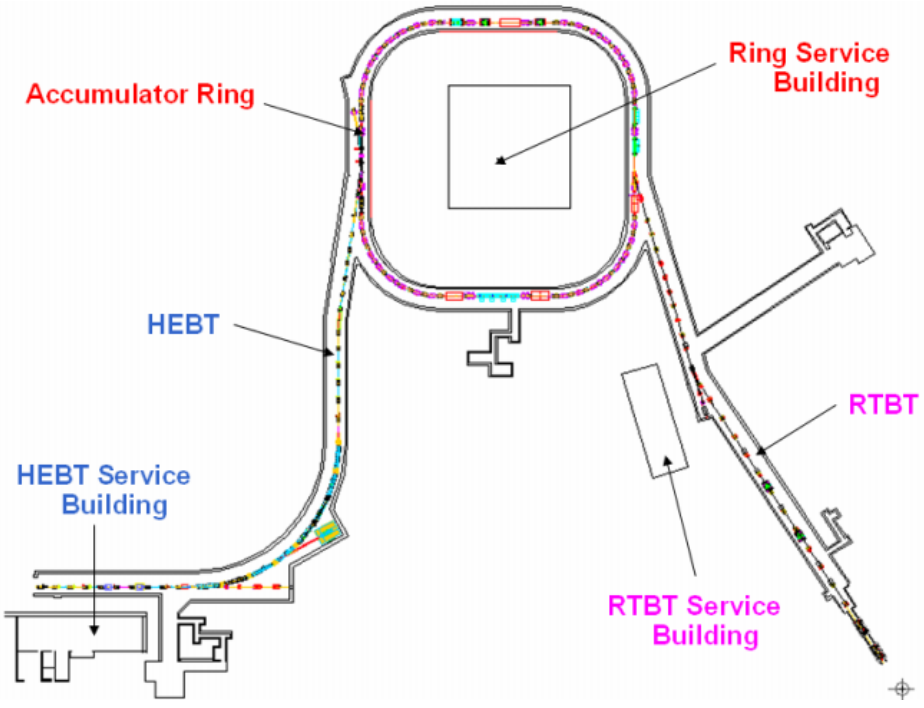 Ring Service
Building
Accumulator Ring
HEBT
RTBT
HEBT Service
Building
RTBT Service
Building